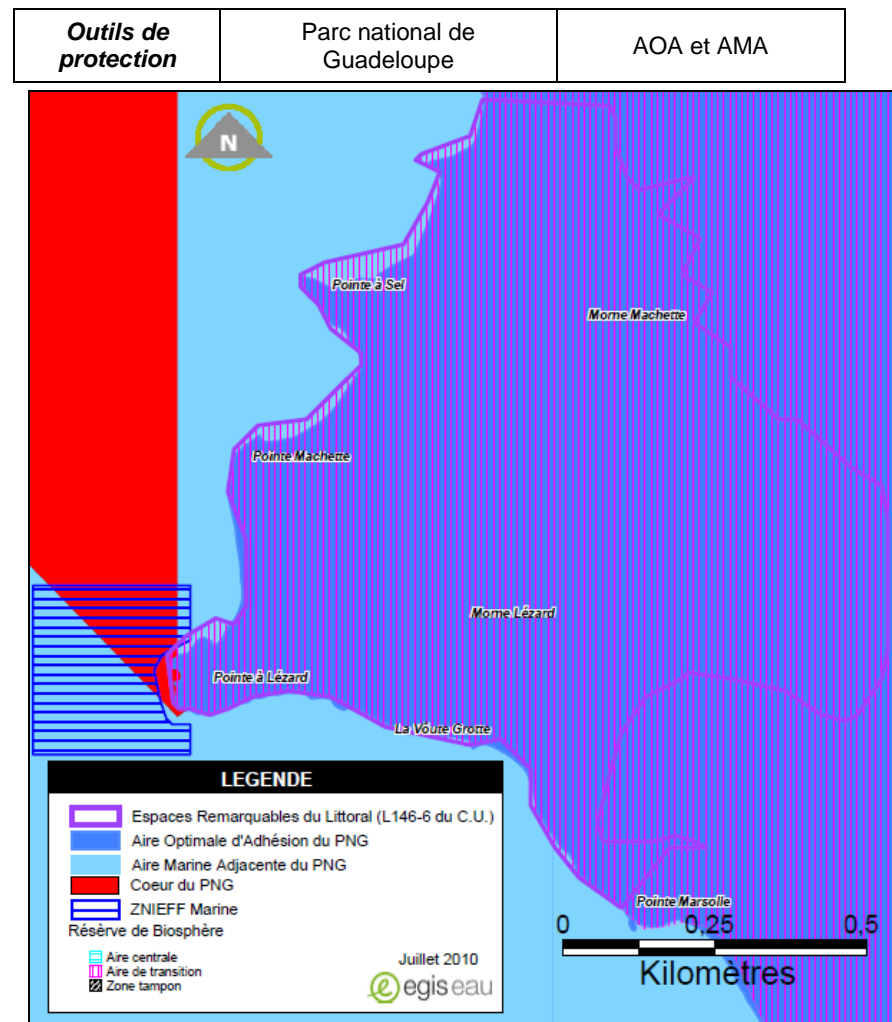 Outils de
protection
Parc national de
Guadeloupe
AOA et AMA
N
Pointe à Sel
Morne Machette
Pointe Machette
Morne Lézard
Pointe à Lézard
La Voute Grotte
Pointe Marsolle
0 0,25 0,5
Kilomètres
LEGENDE
Espaces Remarquables du Littoral (L146-6 du C.U.)
Aire Optimale d'Adhésion du PNG
Aire Marine Adjacente du PNG
Coeur du PNG
ZNIEFF Marine
Résèrve de Biosphère
Aire centrale
Aire de transition
Zone tampon
Juillet 2010
egis eau